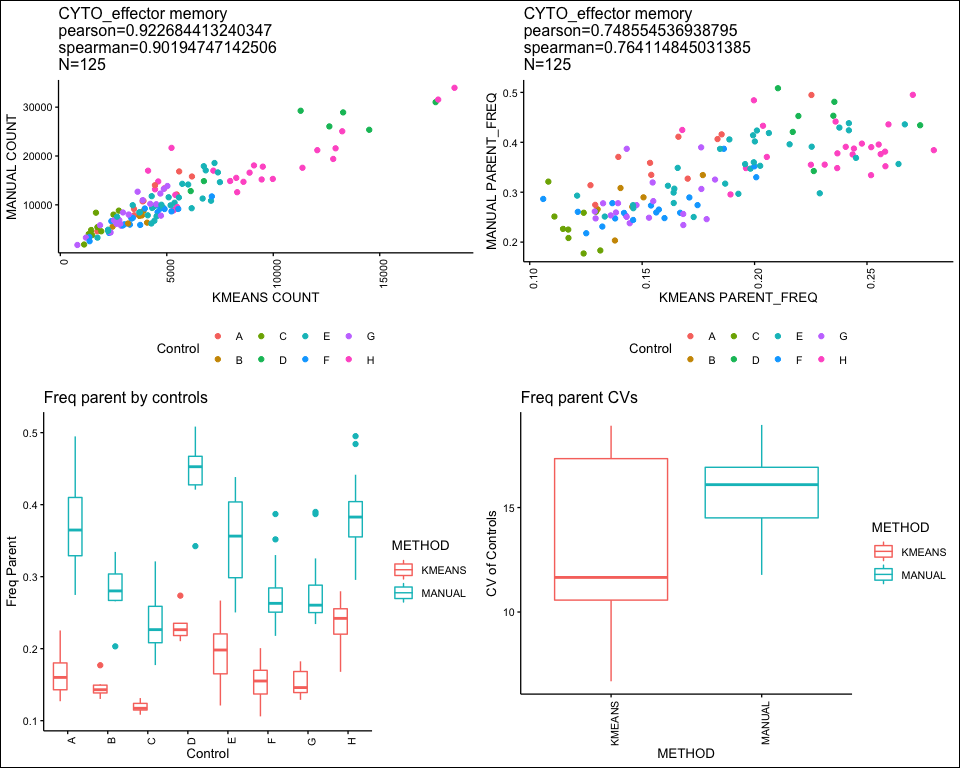 CYTO_effector memory
pearson=0.922684413240347
spearman=0.90194747142506
N=125
MANUAL COUNT
30000
20000
10000
0
50000
10000
15000
KMEANS COUNT
Control
A C E G
B D F H
CYTO_effector memory
pearson=0.748554536938795
spearman=0.764114845031385
N=125
MANUAL PARENT_FREQ
0.5
0.4
0.3
0.2
0.10
0.15
0.20
0.25
KMEANS PARENT_FREQ
Control
A C E G
B D F H
Freq parent by controls
Freq Parent
0.5
0.4
0.3
0.2
0.1
A B C D E F G H
Control
METHOD
KMEANS
MANUAL
Freq parent CVs
CV of Controls
15
10
KMEANS
MANUAL
METHOD
METHOD
KMEANS
MANUAL